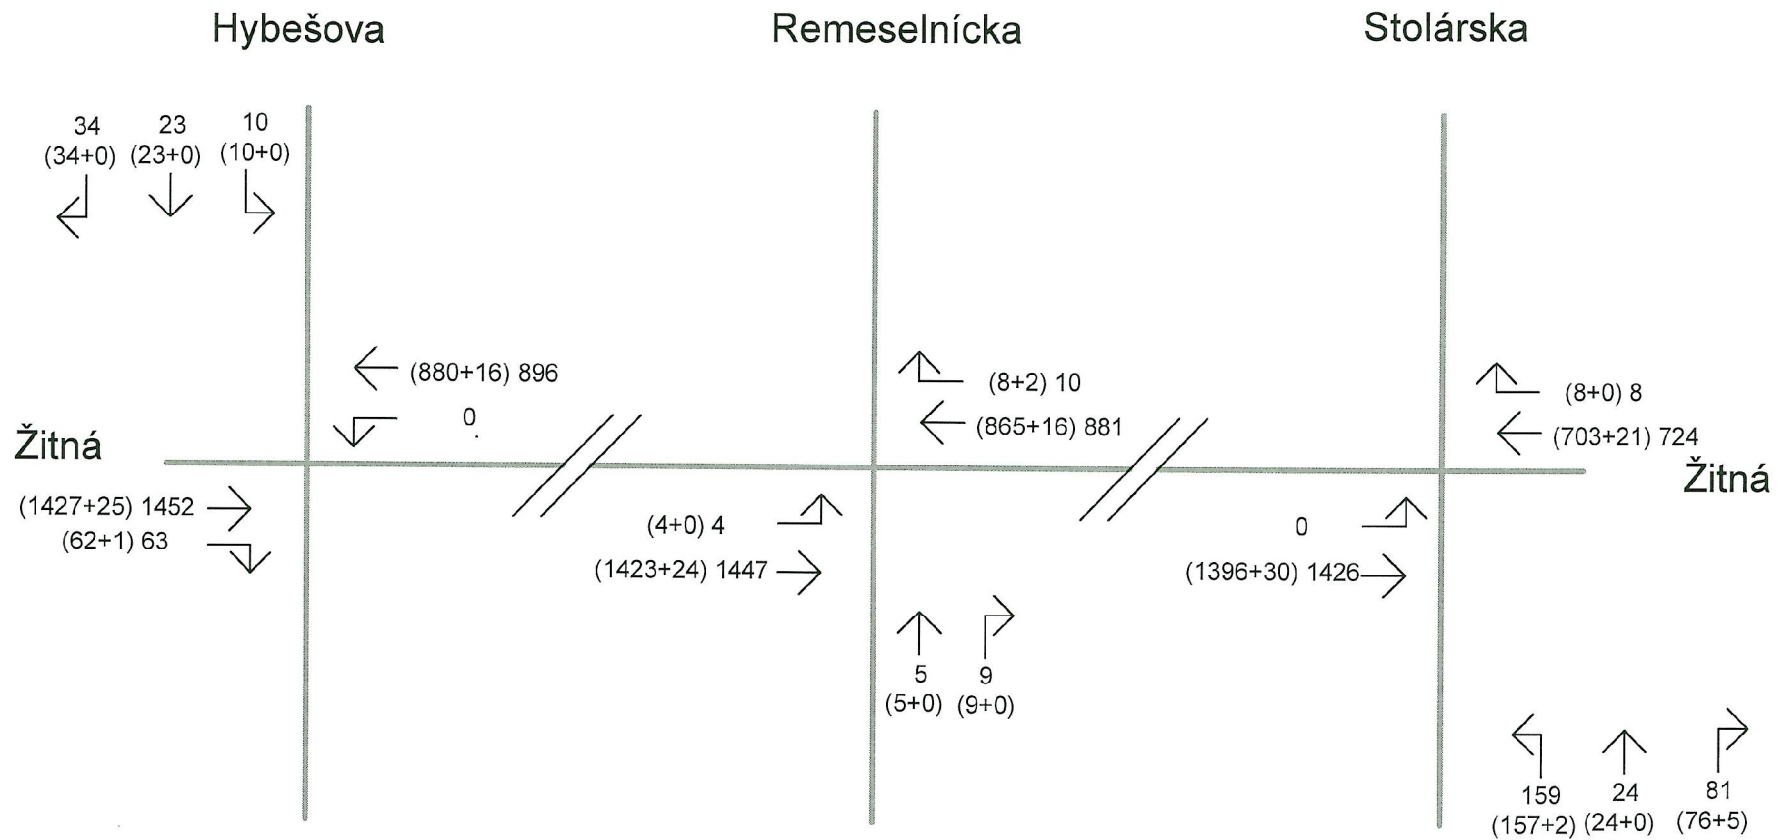 Hybešova
Remeselnícka
Stolárska
34 23 10
(34+0) (23+0) (10+0)
(880+16) 896
0
(8+2) 10
(865+16) 881
(8+0) 8
(703+21) 724
Žitná
Žitná
(1427+25) 1452
(62+1) 63
(4+0) 4
(1423+24) 1447
0
(1396+30) 1426
5 9
(5+0) (9+0)
159 24 81
(157+2) (24+0) (76+5)